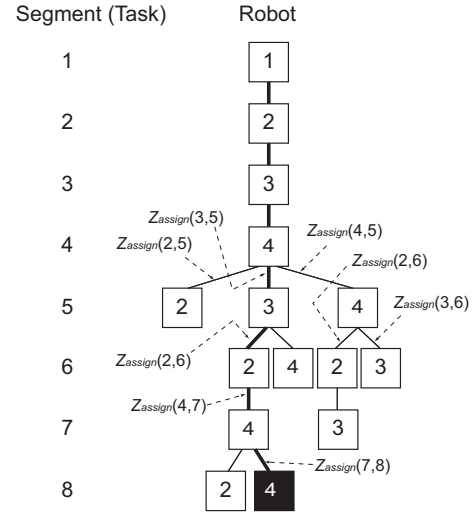 Segment (Task) Robot
1 1
2 2
3 3
Zassign(3,5)
4 4 Zassign(4,5)
Zassign(2,5) Zassign(2,6)
5 2 3 4 Zassign(3,6)
Zassign(2,6)
6 2 4 2 3
Zassign(4,7)
7 4 3
Zassign(7,8)
8 2 4